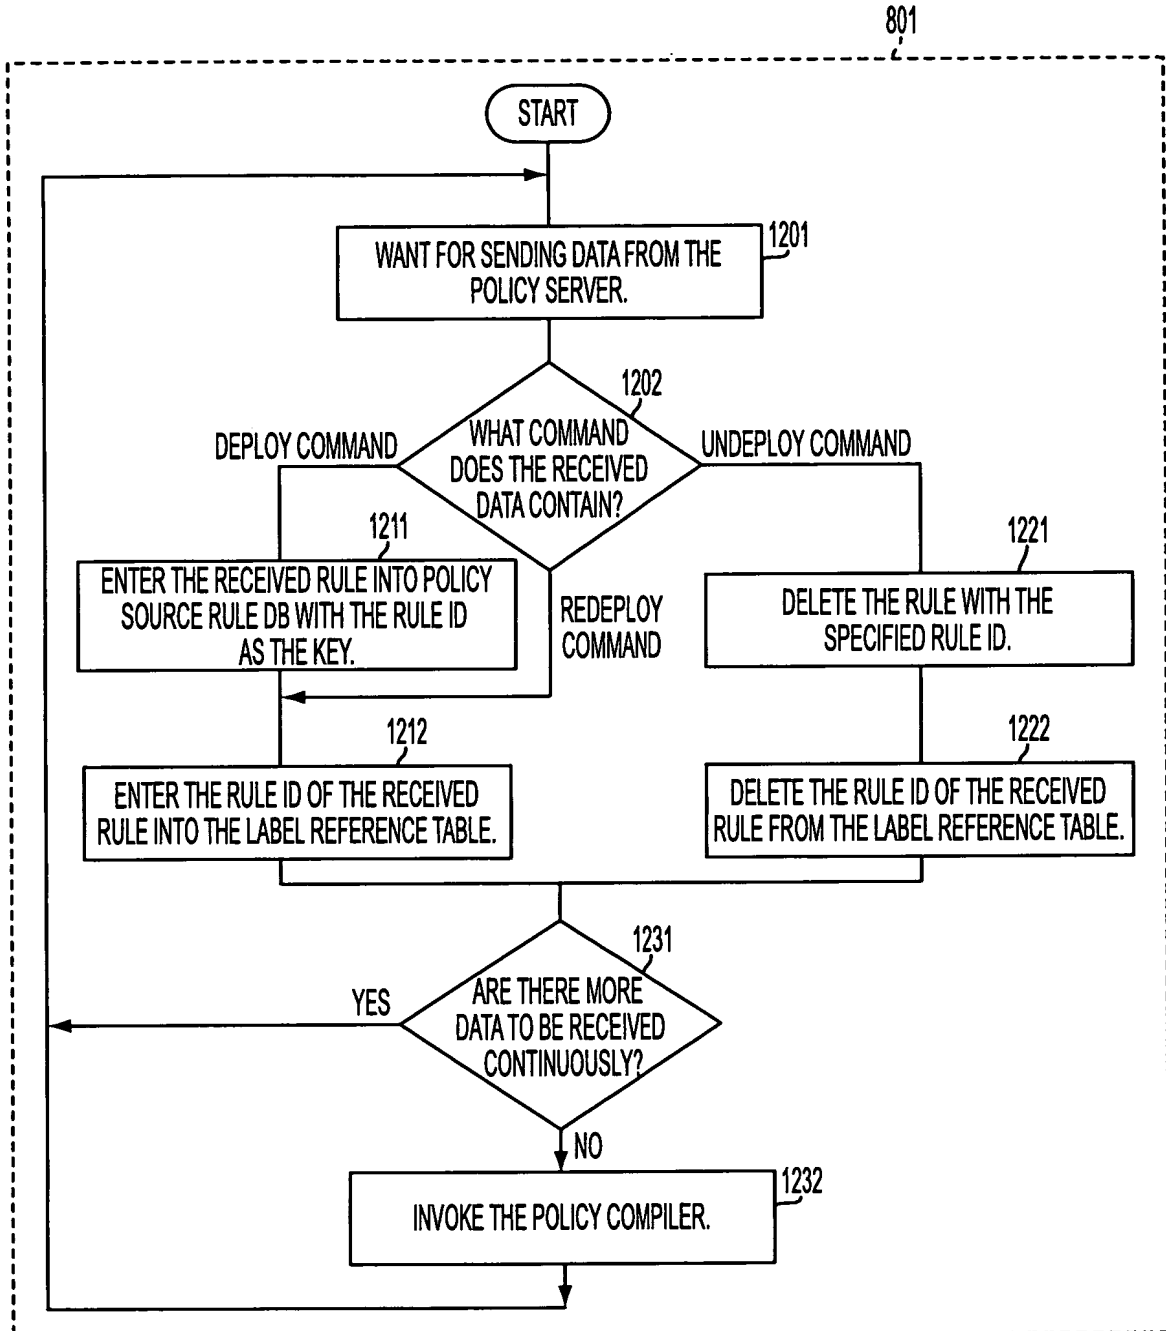 801
START
1201
WANT FOR SENDING DATA FROM THE
POLICY SERVER.
1202
WHAT COMMAND
DOES THE RECEIVED
DATA CONTAIN?
DEPLOY COMMAND
UNDEPLOY COMMAND
REDEPLOY
COMMAND
1211
ENTER THE RECEIVED RULE INTO POLICY
SOURCE RULE DB WITH THE RULE ID
AS THE KEY.
1221
DELETE THE RULE WITH THE
SPECIFIED RULE ID.
1212
ENTER THE RULE ID OF THE RECEIVED
RULE INTO THE LABEL REFERENCE TABLE.
1222
DELETE THE RULE ID OF THE RECEIVED
RULE FROM THE LABEL REFERENCE TABLE.
1231
ARE THERE MORE
DATA TO BE RECEIVED
CONTINUOUSLY?
YES
NO
1232
INVOKE THE POLICY COMPILER.